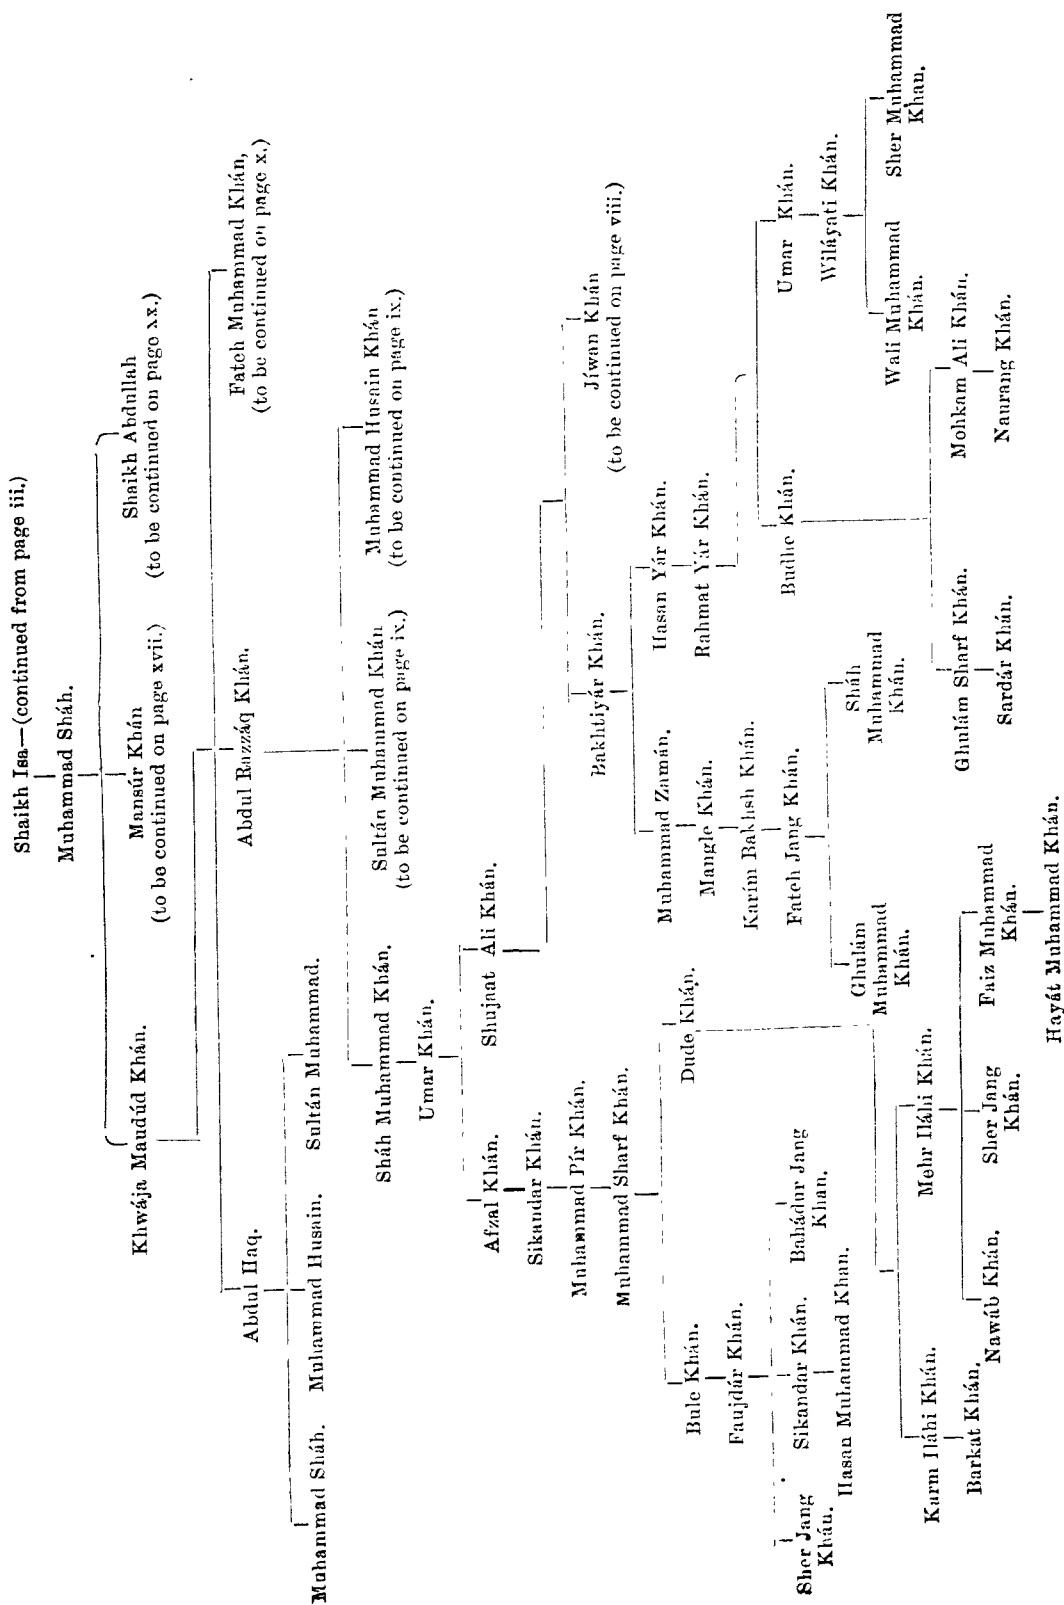 Shaikh Isa—(continued from page iii.)
Muhammad Sháh.
Khwája Maudúd Khán.
Mansúr Khán
(to be continued on page xvii.)
Shaikh Abdullah
(to be continued on page xx.)
Abdul Haq.
Abdul Razzáq Khán.
Fateh Muhammad Khán,
(to be continued on page x.)
Muhammad Sháh.
Muhammad Husain.
Sultán Muhammad.
Sháh Muhammad Khán.
Sultán Muhammad Khán
(to be continued on page ix.)
Muhammad Husain Khán
(to be continued on page ix.)
Umar Khán.
Afzal Khán.
Shujaat Ali Khán.
Sikandar Khán.
Muhammad Pír Khán.
Muhammad Sharf Khán.
Bakhtiyár Khán.
Jíwan Khán
(to be continued on page viii.)
Bule Khán.
Dude Khán.
Muhammad Zamán.
Hasan Yár Khán.
Faujdár Khán.
Mangle Khán.
Rahmat Yár Khán.
Karím Bakhsh Khán.
Fateh Jang Khán.
Budhe Khán.
Umar Khán.
Wiláyati Khán.
Sher Jang
Khán.
Sikandar Khán.
Bahádur Jang
Khan.
Hasan Muhammad Khan.
Ghulám
Muhammad
Khán.
Sháh
Muhammad
Khán.
Wali Muhammad
Khán.
Sher Muhammad
Khan.
Karm Iláhi Khán.
Mehr Iláhi Khán.
Ghulám Sharf Khán.
Mohkam Ali Khán.
Barkat Khán.
Nawáb Khán.
Sher Jang
Khán.
Faiz Muhammad
Khán.
Sardár Khán.
Naurang Khán.
Hayát Muhammad Khán.